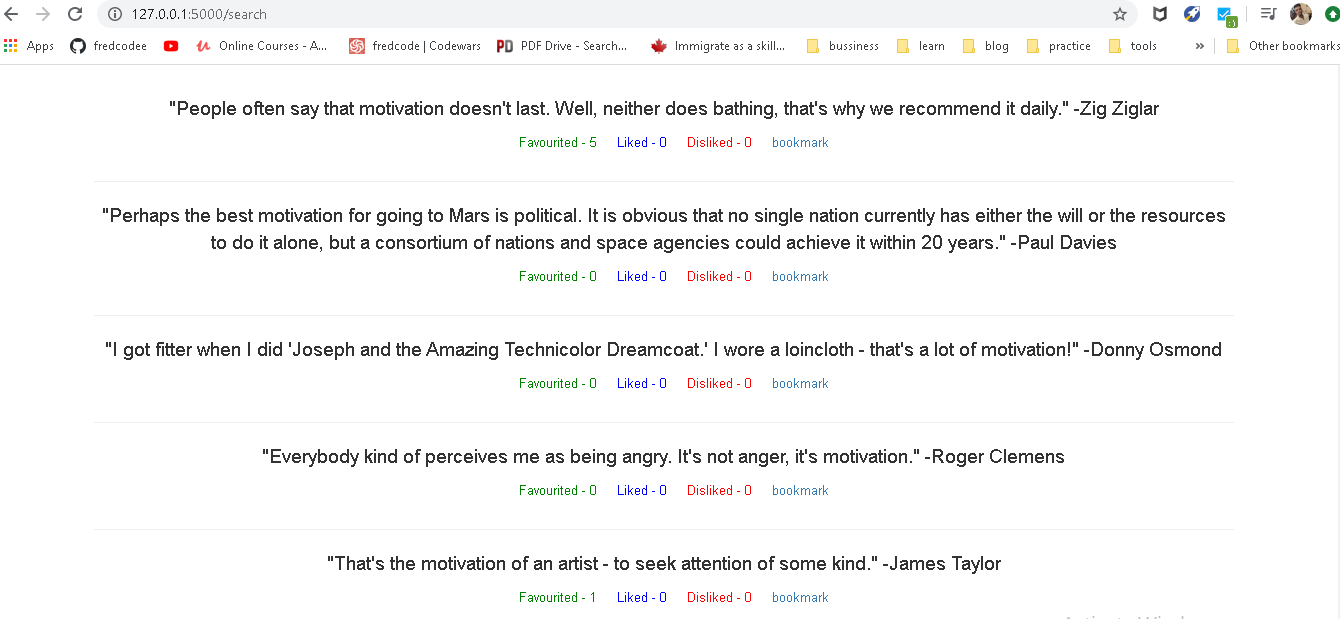 127.0.0.1:5000/search
Apps fredcodee Online Courses - A... fredcode | Codewars PD PDF Drive - Search... Immigrate as a skill... bussiness learn blog practice tools » Other bookmarks
"People often say that motivation doesn't last. Well, neither does bathing, that's why we recommend it daily." -Zig Ziglar
Favourited - 5 Liked - 0 Disliked - 0 bookmark
"Perhaps the best motivation for going to Mars is political. It is obvious that no single nation currently has either the will or the resources
to do it alone, but a consortium of nations and space agencies could achieve it within 20 years." -Paul Davies
Favourited - 0 Liked - 0 Disliked - 0 bookmark
"I got fitter when I did 'Joseph and the Amazing Technicolor Dreamcoat.' I wore a loincloth - that's a lot of motivation!" -Donny Osmond
Favourited - 0 Liked - 0 Disliked - 0 bookmark
"Everybody kind of perceives me as being angry. It's not anger, it's motivation." -Roger Clemens
Favourited - 0 Liked - 0 Disliked - 0 bookmark
"That's the motivation of an artist - to seek attention of some kind." -James Taylor
Favourited - 1 Liked - 0 Disliked - 0 bookmark